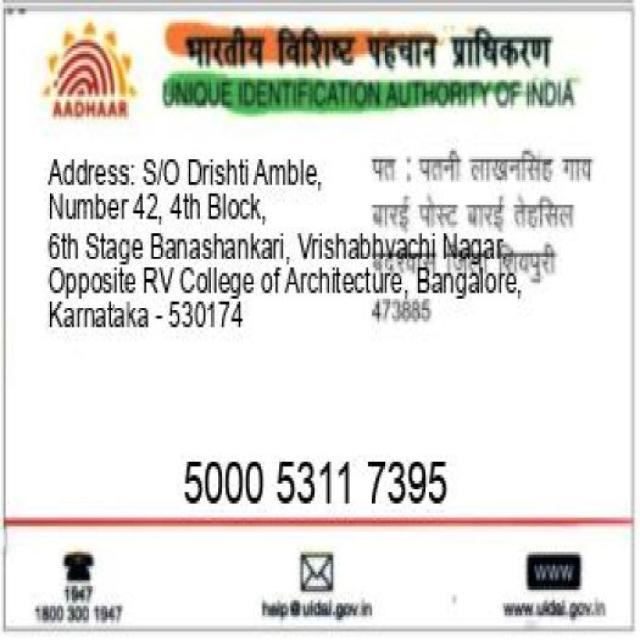 भारतीय विशिष्ट पहचान प्राधिकरण
AADHAAR
UNIQUE IDENTIFICATION AUTHORITY OF INDIA
Address: S/O Drishti Amble,
Number 42, 4th Block,
6th Stage Banashankari, Vrishabhvachi Nagar
Opposite RV College of Architecture, Bangalore,
Karnataka - 530174
पत : पतनी लाखनसिंह गाय
बारई पोस्ट बारई तेहसिल
जिला शिवपुरी
473885
5000 5311 7395
1947
1800 300 1947
help@uidai.gov.in
WWW
www.uidai.gov.in